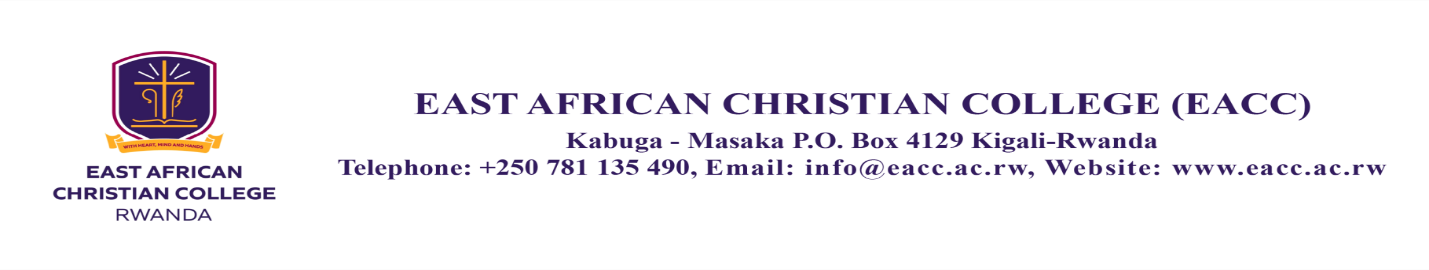 WITH HEART, MIND AND HANDS
EAST AFRICAN
CHRISTIAN COLLEGE
RWANDA
EAST AFRICAN CHRISTIAN COLLEGE (EACC)
Kabuga - Masaka P.O. Box 4129 Kigali-Rwanda
Telephone: +250 781 135 490, Email: info@eacc.ac.rw, Website: www.eacc.ac.rw